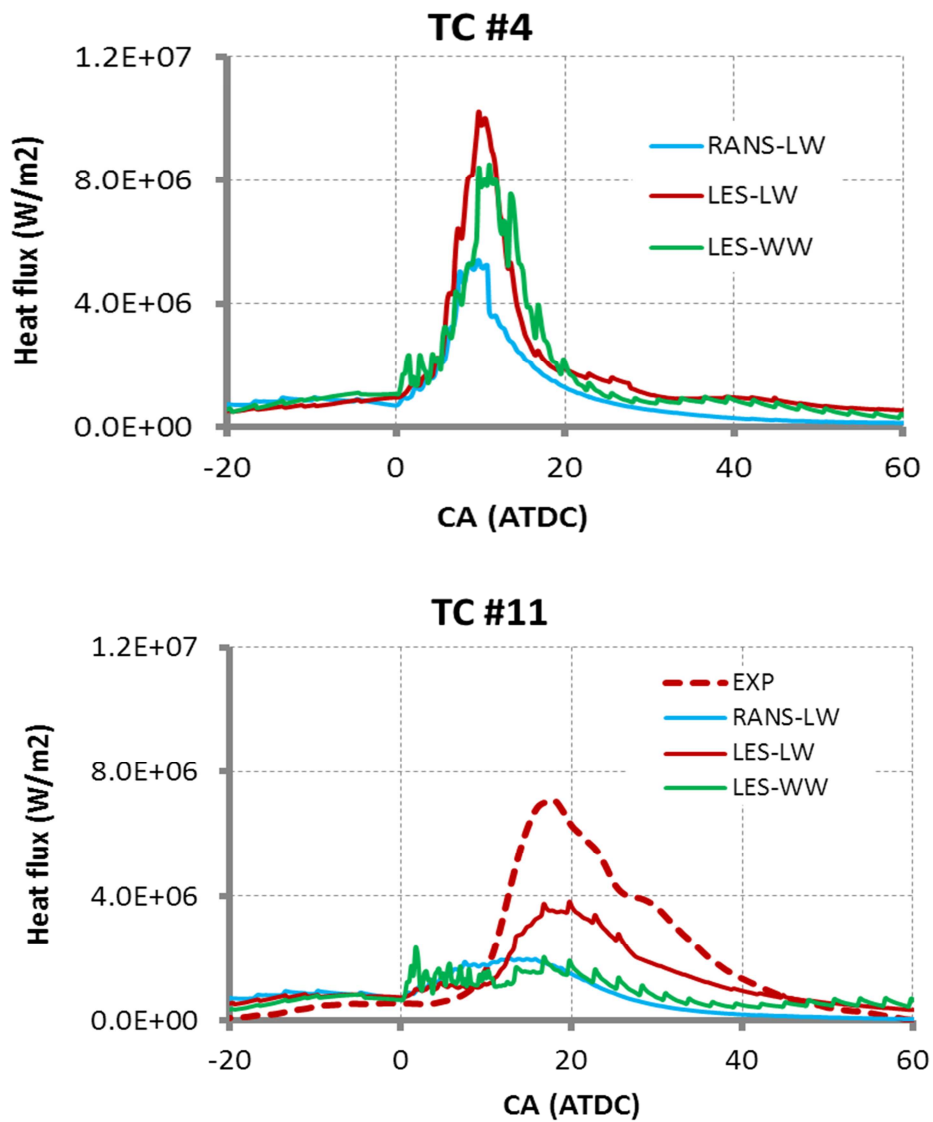 TC #4
1.2E+07
8.0E+06
4.0E+06
0.0E+00
Heat flux (W/m2)
RANS-LW
LES-LW
LES-WW
-20 0 20 40 60
CA (ATDC)
TC #11
1.2E+07
8.0E+06
4.0E+06
0.0E+00
Heat flux (W/m2)
EXP
RANS-LW
LES-LW
LES-WW
-20 0 20 40 60
CA (ATDC)